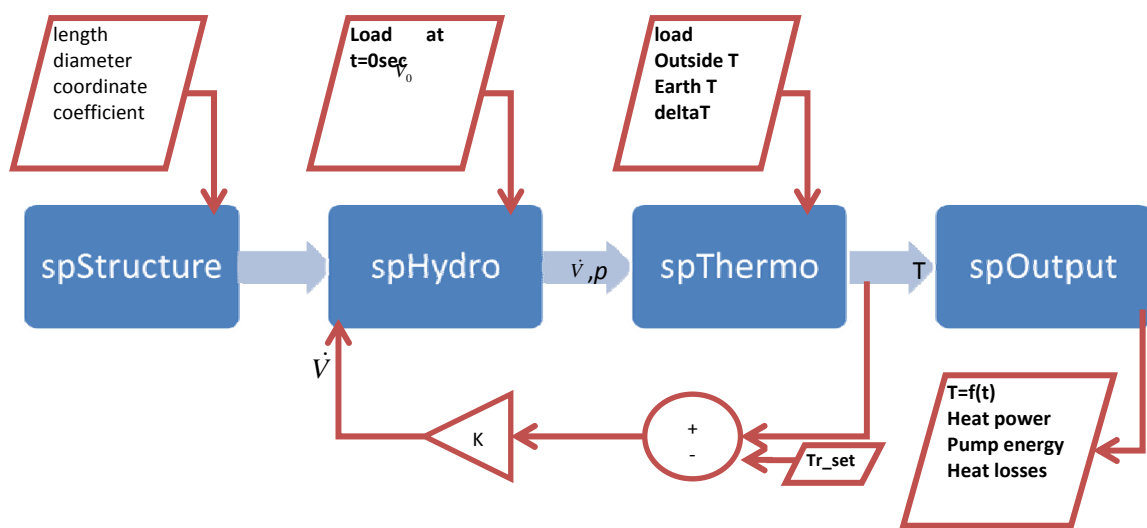 length
diameter
coordinate
coefficient
Load at
t=0sec
V̇₀
load
Outside T
Earth T
deltaT
spStructure
spHydro
V̇ ,p
spThermo
T
spOutput
V̇
K
+
-
Tr_set
T=f(t)
Heat power
Pump energy
Heat losses